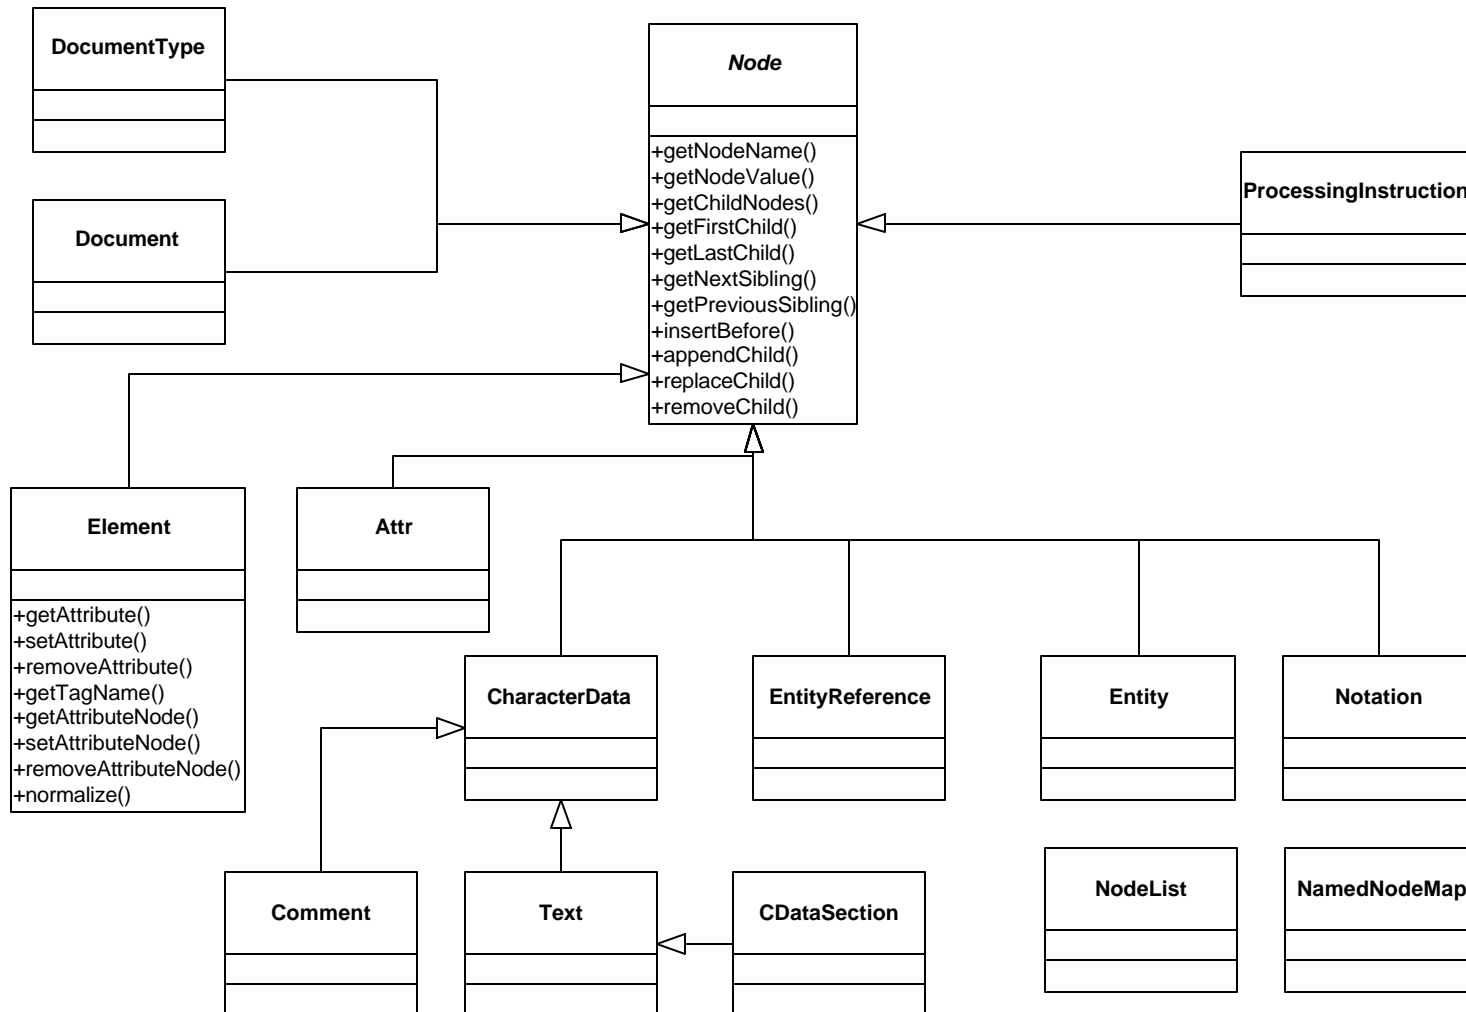 DocumentType
Node
+getNodeName()
+getNodeValue()
+getChildNodes()
+getFirstChild()
+getLastChild()
+getNextSibling()
+getPreviousSibling()
+insertBefore()
+appendChild()
+replaceChild()
+removeChild()
ProcessingInstruction
Document
Element
+getAttribute()
+setAttribute()
+removeAttribute()
+getTagName()
+getAttributeNode()
+setAttributeNode()
+removeAttributeNode()
+normalize()
Attr
CharacterData
EntityReference
Entity
Notation
Comment
Text
CDataSection
NodeList
NamedNodeMap